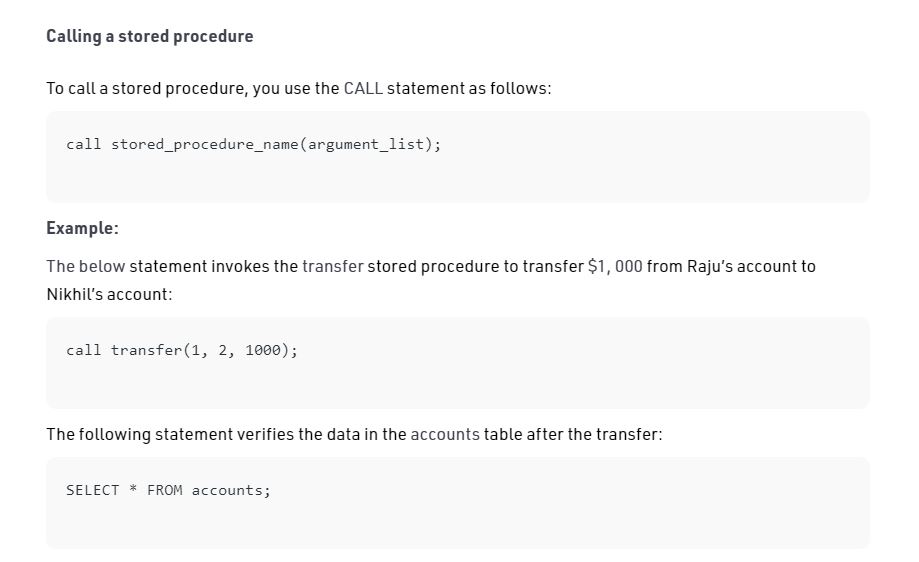 Calling a stored procedure
To call a stored procedure, you use the CALL statement as follows:
call stored_procedure_name(argument_list);
Example:
The below statement invokes the transfer stored procedure to transfer $1, 000 from Raju’s account to
Nikhil’s account:
call transfer(1, 2, 1000);
The following statement verifies the data in the accounts table after the transfer:
SELECT * FROM accounts;